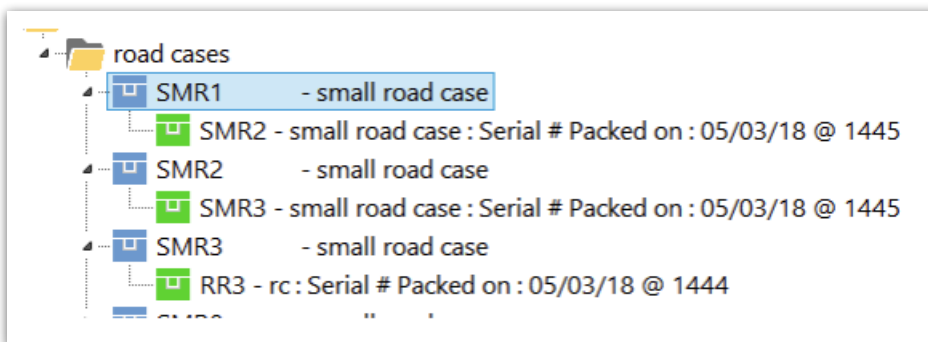 road cases
SMR1 - small road case
SMR2 - small road case : Serial # Packed on : 05/03/18 @ 1445
SMR2 - small road case
SMR3 - small road case : Serial # Packed on : 05/03/18 @ 1445
SMR3 - small road case
RR3 - rc : Serial # Packed on : 05/03/18 @ 1444